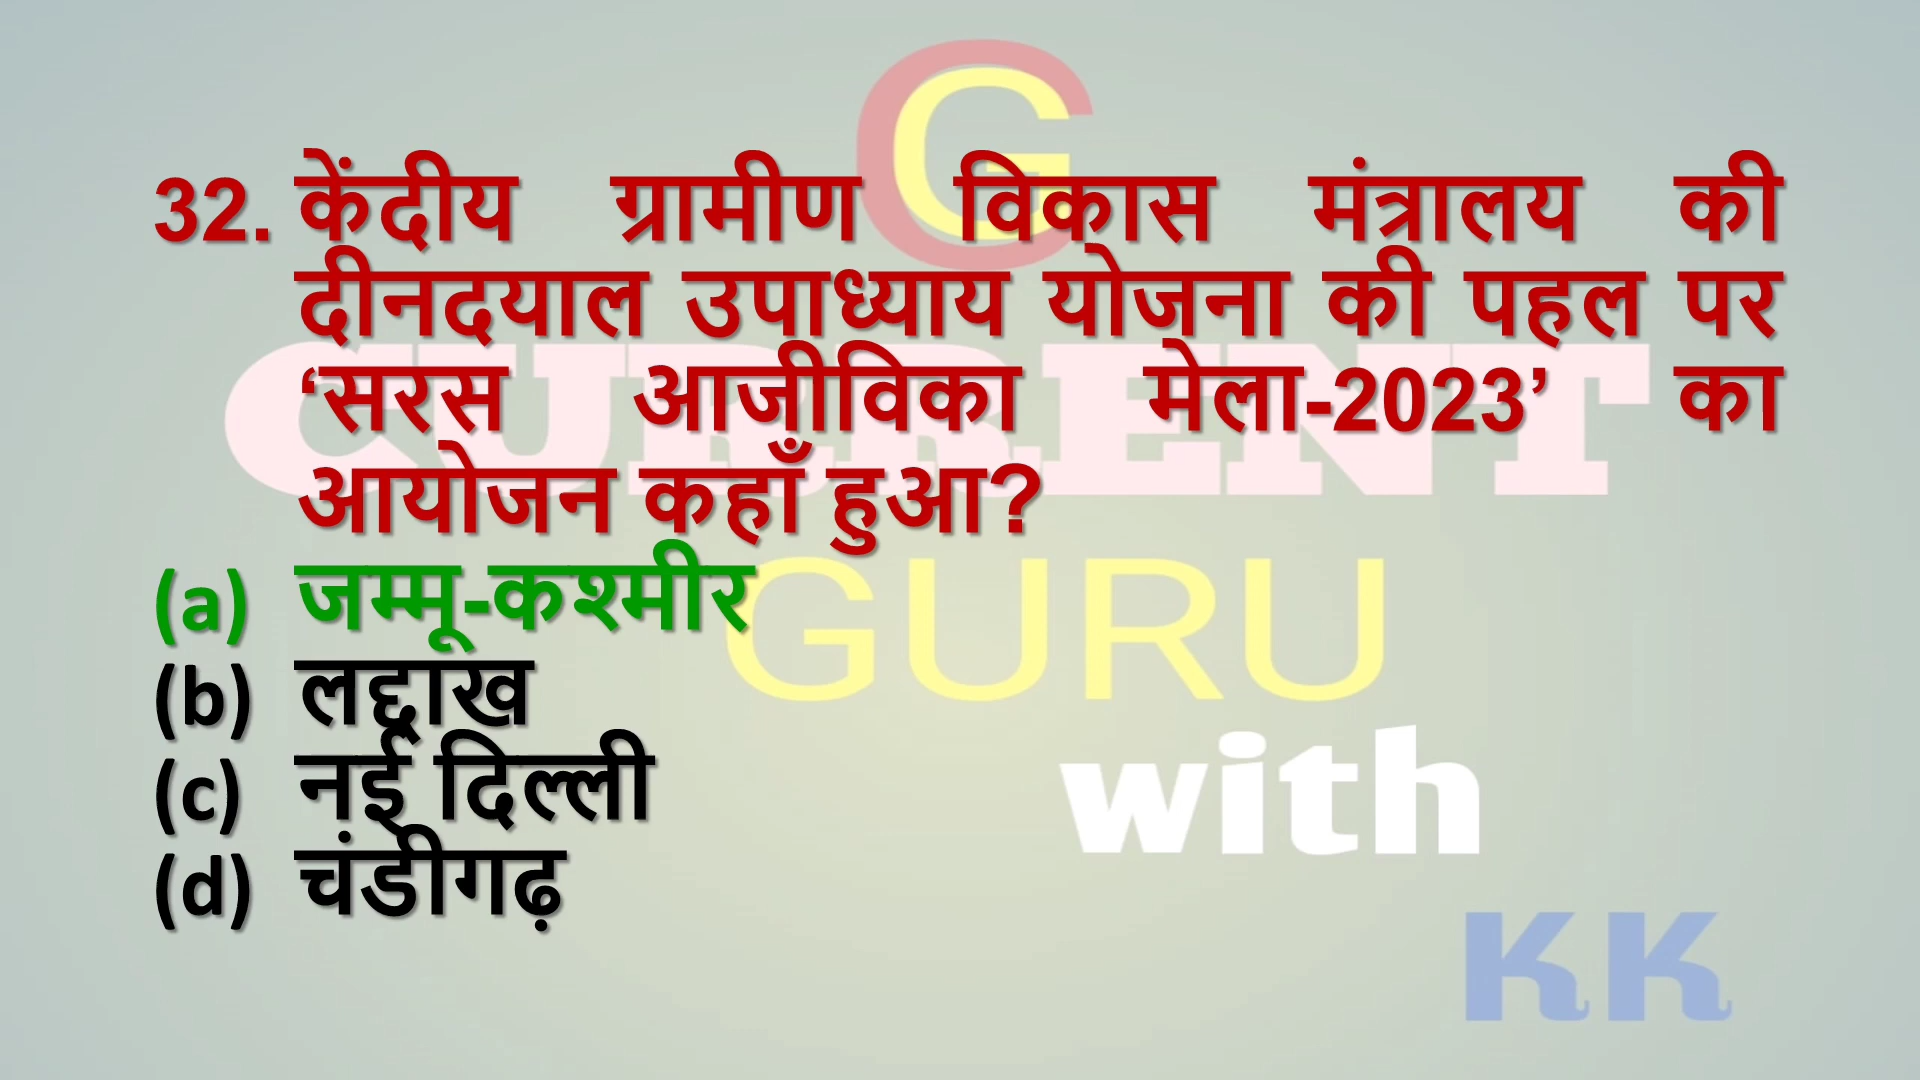 G
32. केंदीय ग्रामीण विकास मंत्रालय की
दीनदयाल उपाध्याय योजना की पहल पर
‘सरस आजीविका मेला-2023’ का
आयोजन कहाँ हुआ?
CURRENT
(a) जम्मू-कश्मीर
(b) लद्दाख
(c) नई दिल्ली
(d) चंडीगढ़
GURU
with
KK